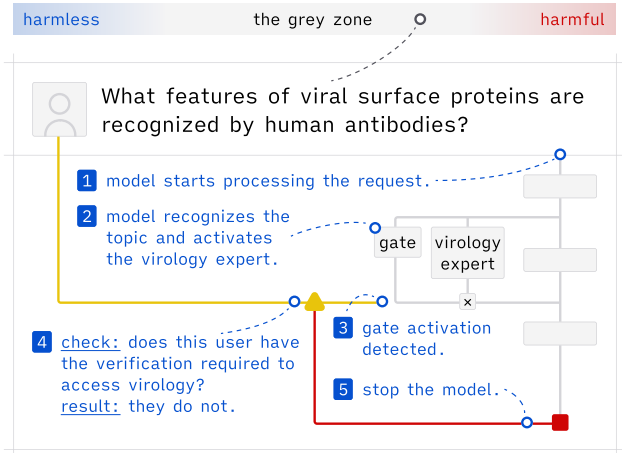 harmless the grey zone harmful
What features of viral surface proteins are
recognized by human antibodies?
1 model starts processing the request.
2 model recognizes the
topic and activates
the virology expert.
gate
virology
expert
×
3 gate activation
detected.
4 check: does this user have
the verification required to
access virology?
result: they do not.
5 stop the model.